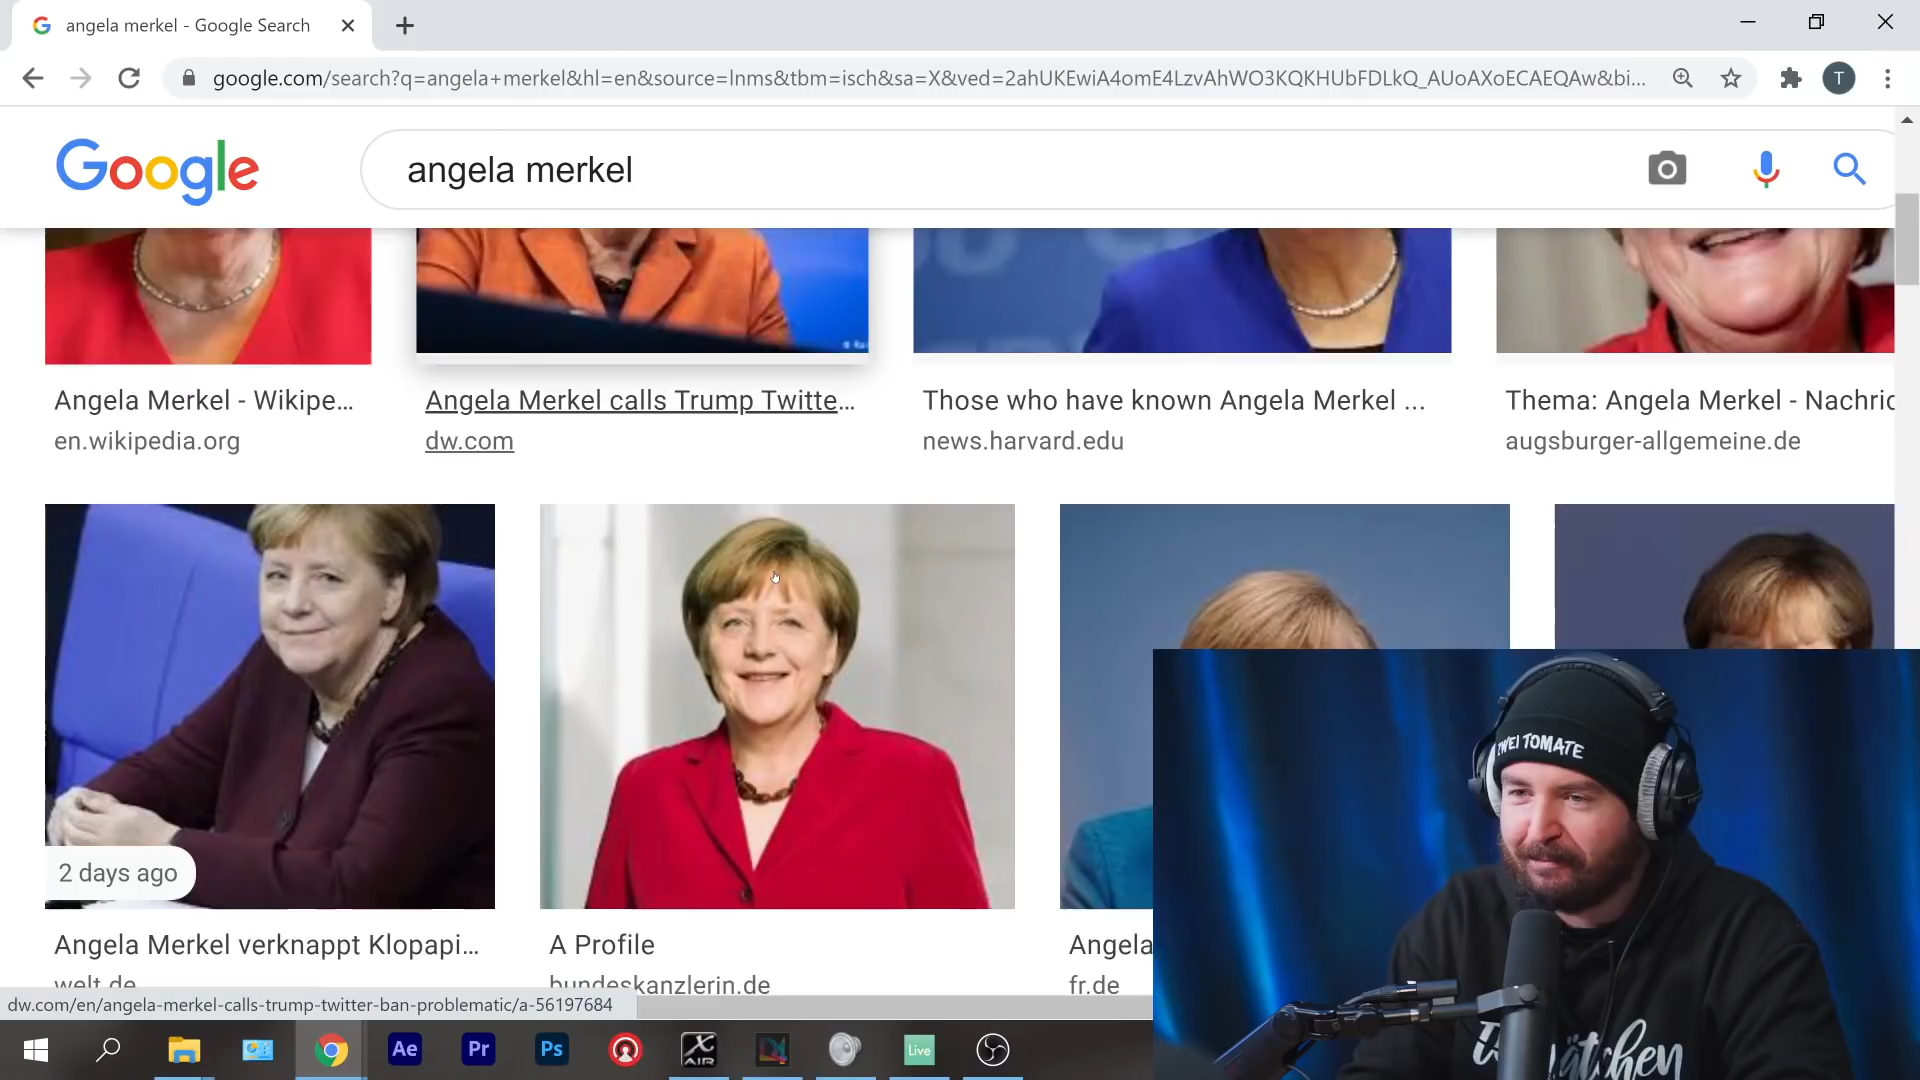 angela merkel - Google Search
google.com/search?q=angela+merkel&hl=en&source=lnms&tbm=isch&sa=X&ved=2ahUKEwiA4omE4LzvAhWO3KQKHUbFDLkQ_AUoAXoECAEQAw&bi...
T
Google
angela merkel
Angela Merkel - Wikipe...
en.wikipedia.org
Angela Merkel calls Trump Twitte...
dw.com
Those who have known Angela Merkel ...
news.harvard.edu
Thema: Angela Merkel - Nachric
augsburger-allgemeine.de
2 days ago
Angela Merkel verknappt Klopapi...
welt.de
A Profile
bundeskanzlerin.de
Angela
fr.de
ZWEI TOMATE
dw.com/en/angela-merkel-calls-trump-twitter-ban-problematic/a-56197684
Ae
Pr
Ps
X AIR
Live